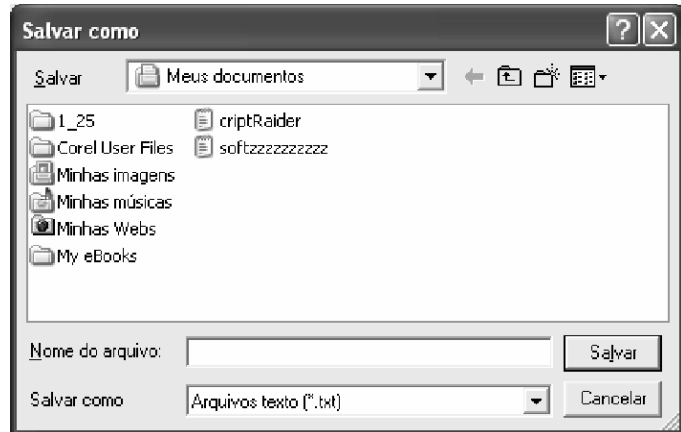 Salvar como
Salvar Meus documentos
1_25
Corel User Files
Minhas imagens
Minhas músicas
Minhas Webs
My eBooks
criptRaider
softzzzzzzzzzz
Nome do arquivo: Salvar
Salvar como Arquivos texto (*.txt) Cancelar